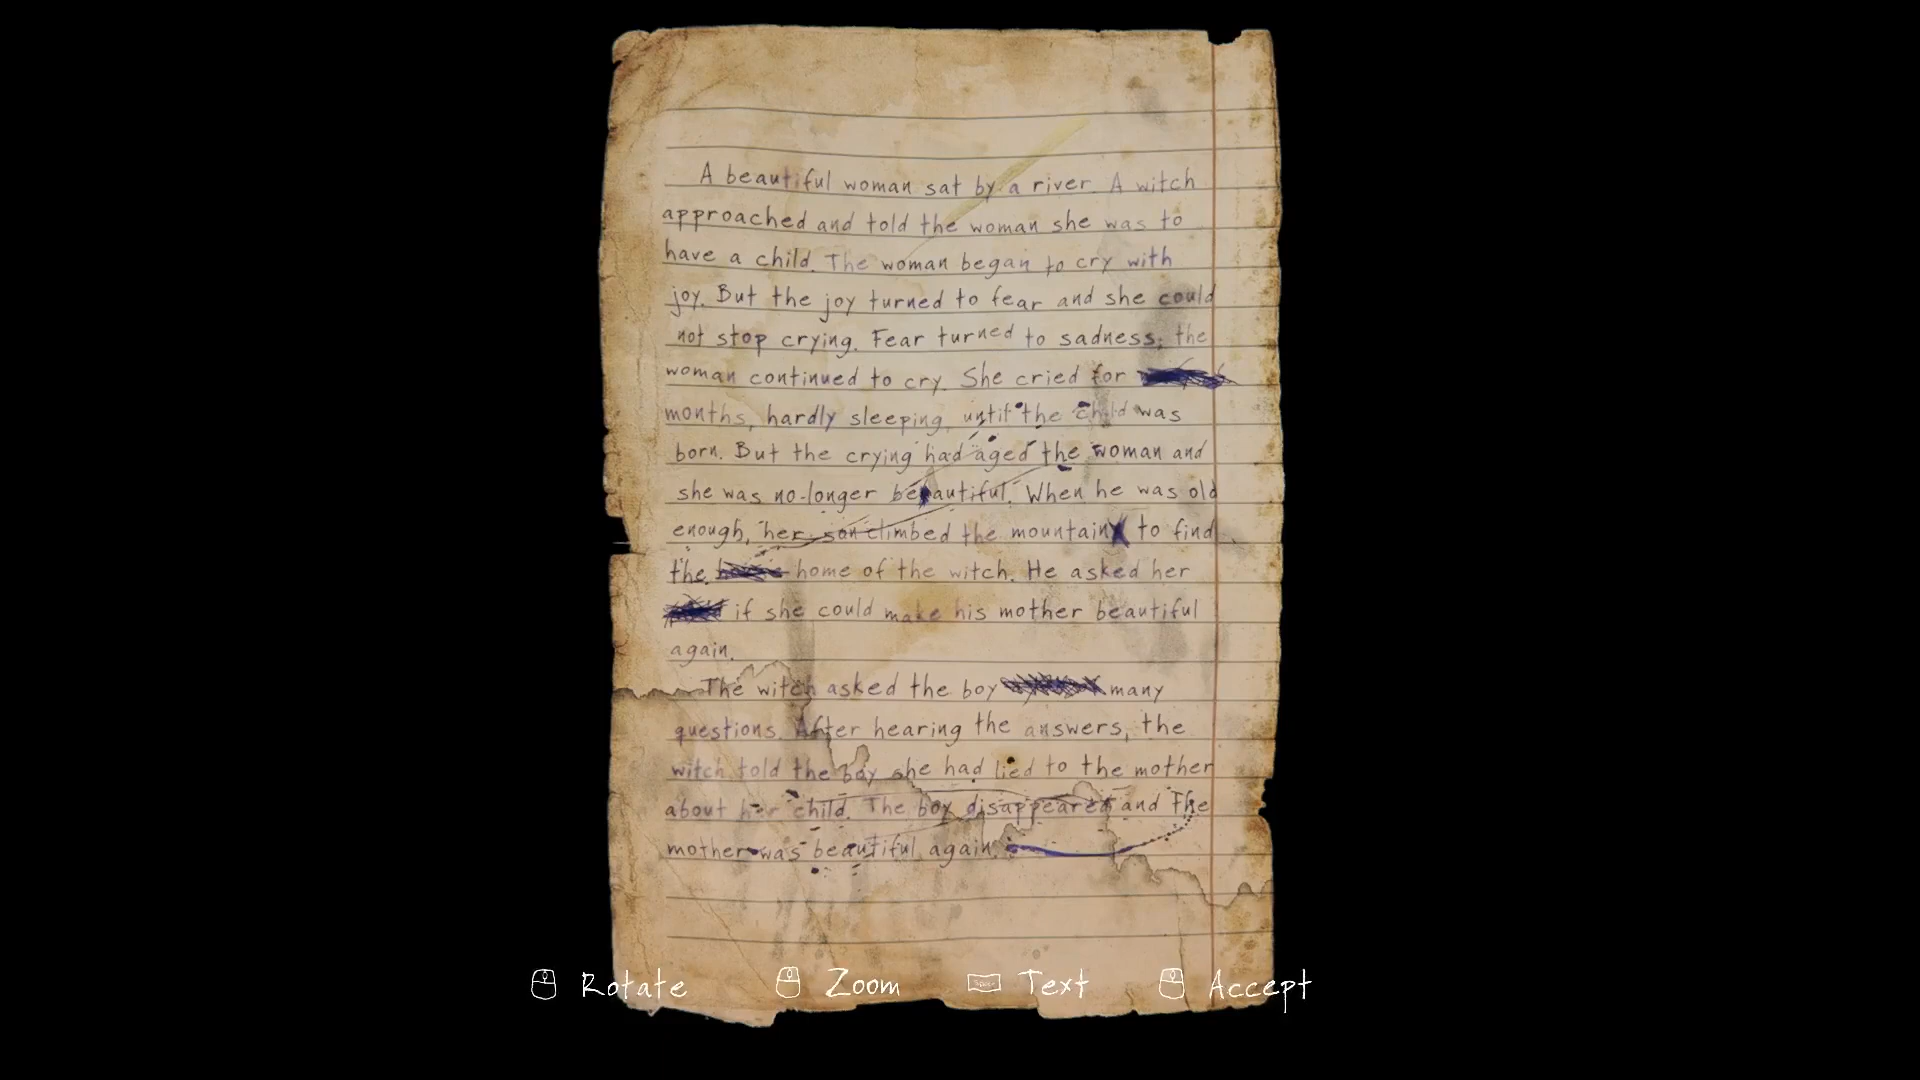 A beautiful woman sat by a river. A witch
approached and told the woman she was to
have a child. The woman began to cry with
joy. But the joy turned to fear and she could
not stop crying. Fear turned to sadness; the
woman continued to cry. She cried for
months, hardly sleeping, until the child was
born. But the crying had aged the woman and
she was no-longer beautiful. When he was old
enough, her son climbed the mountain to find
the home of the witch. He asked her
if she could make his mother beautiful
again.
The witch asked the boy many
questions. After hearing the answers, the
witch told the boy she had lied to the mother
about her child. The boy disappeared and the
mother was beautiful again.
Rotate Zoom Text Accept